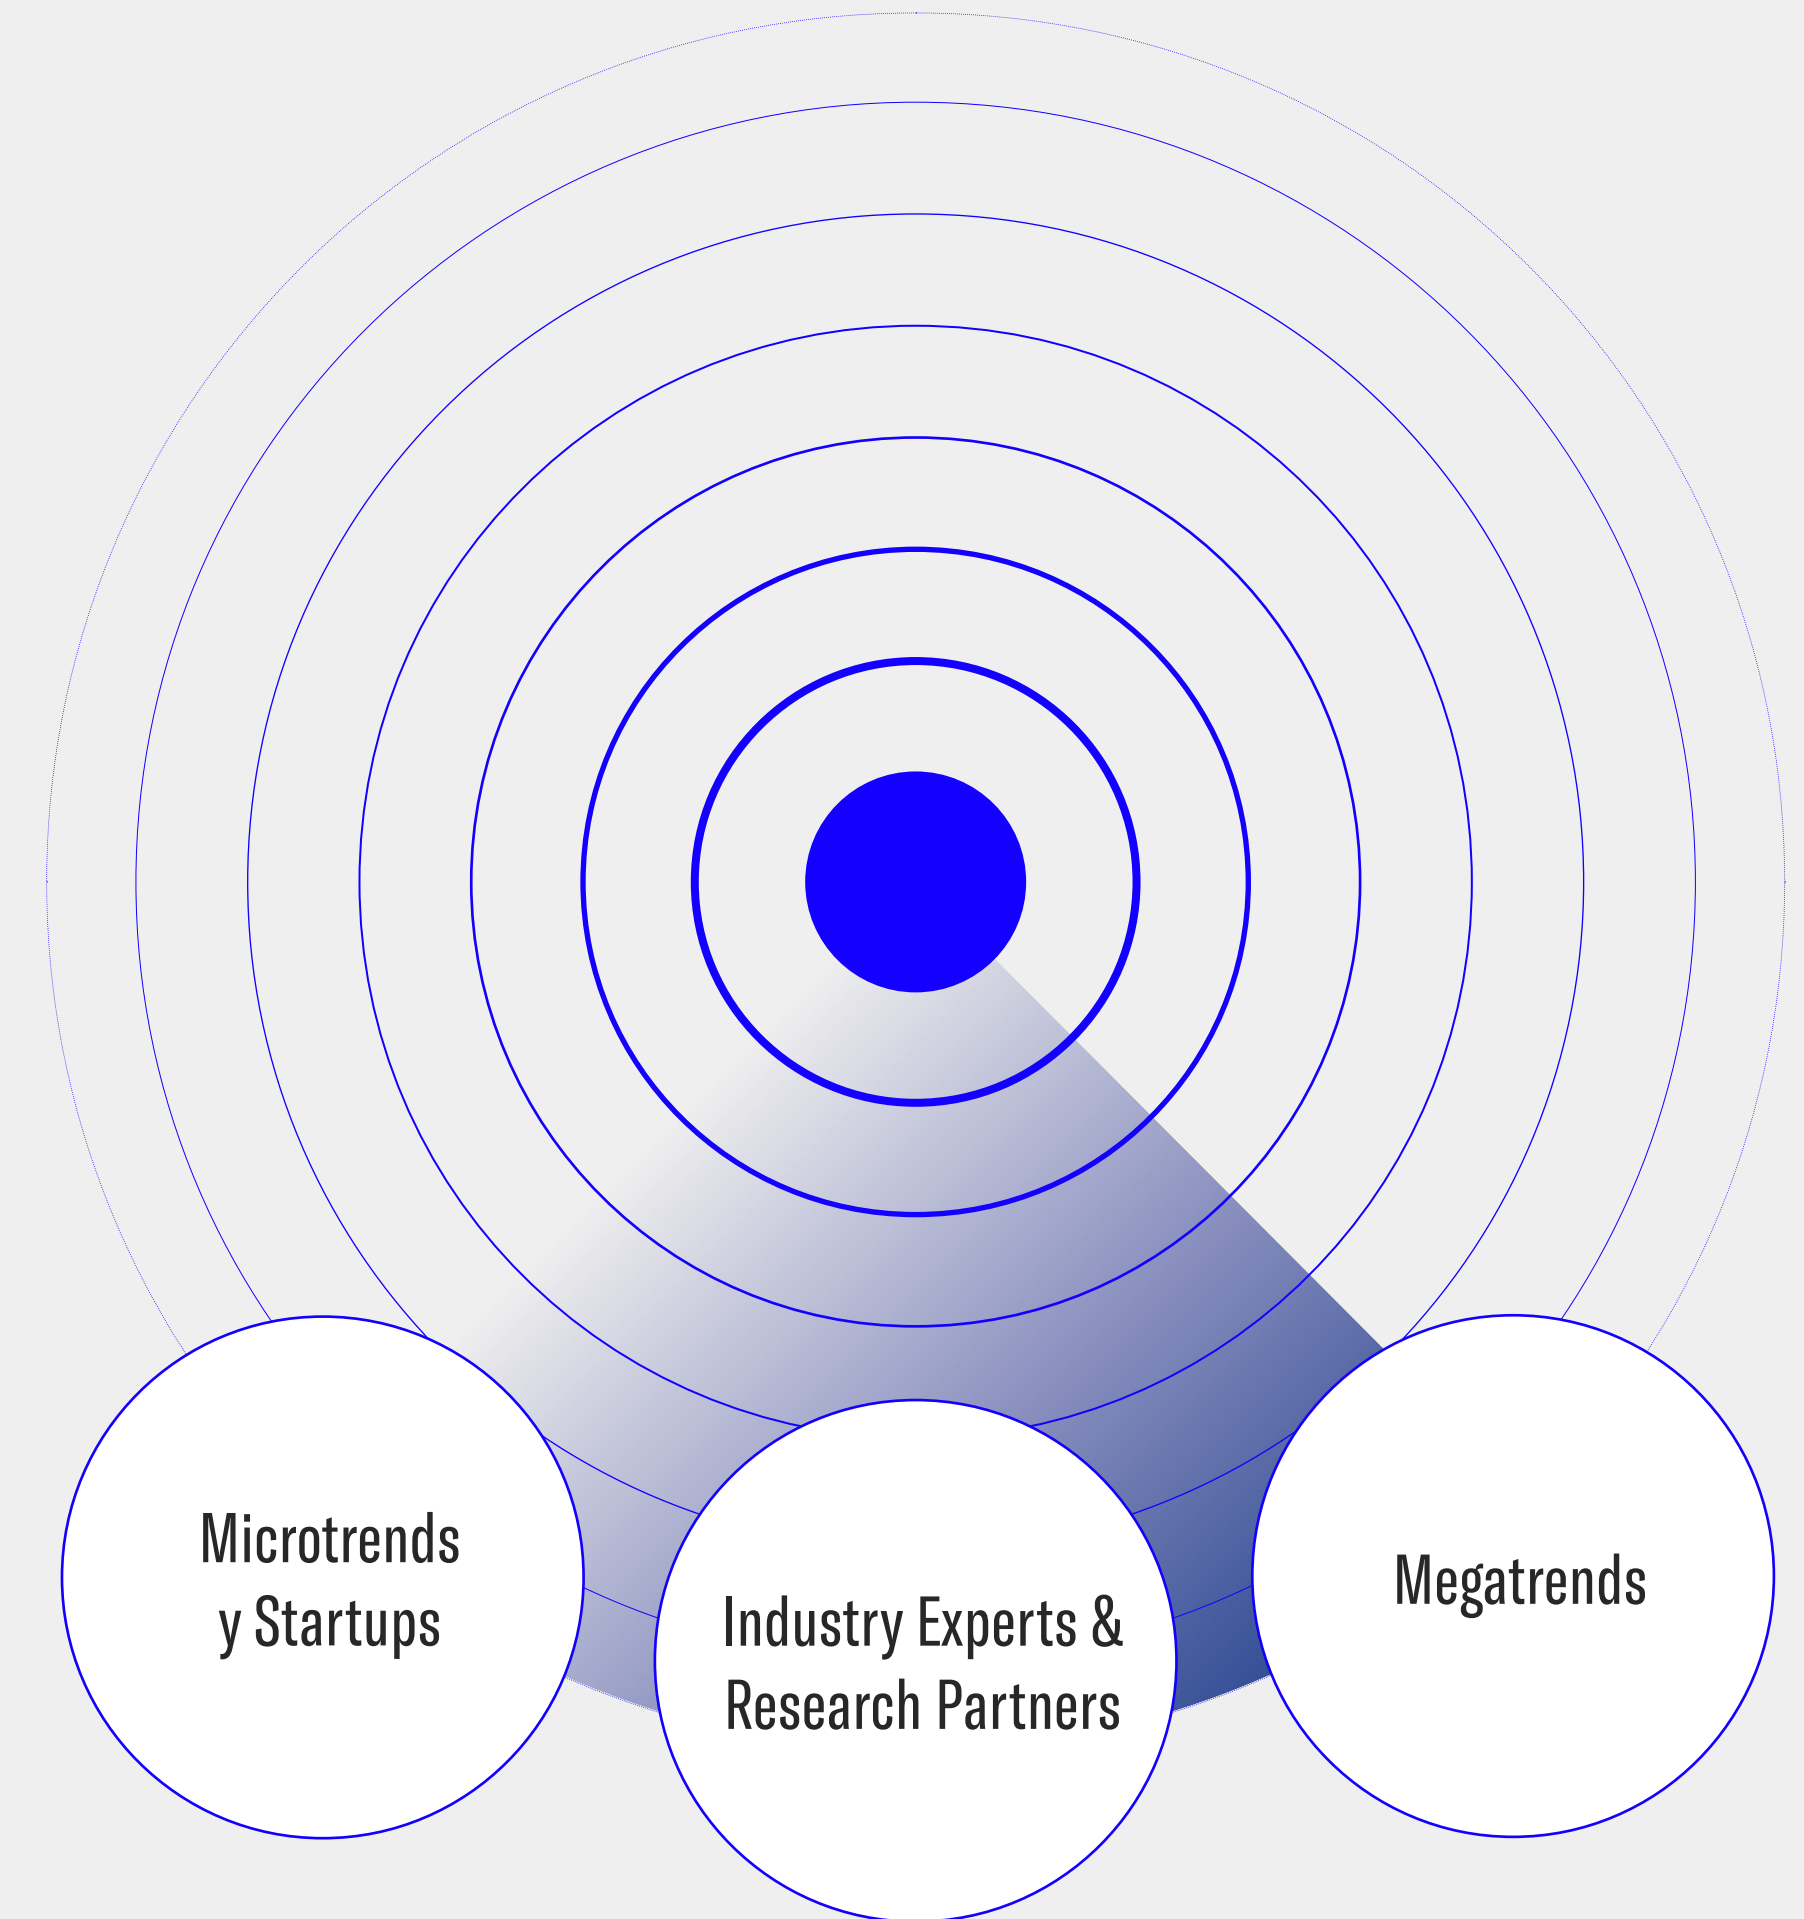 Microtrends
y Startups
Industry Experts &
Research Partners
Megatrends